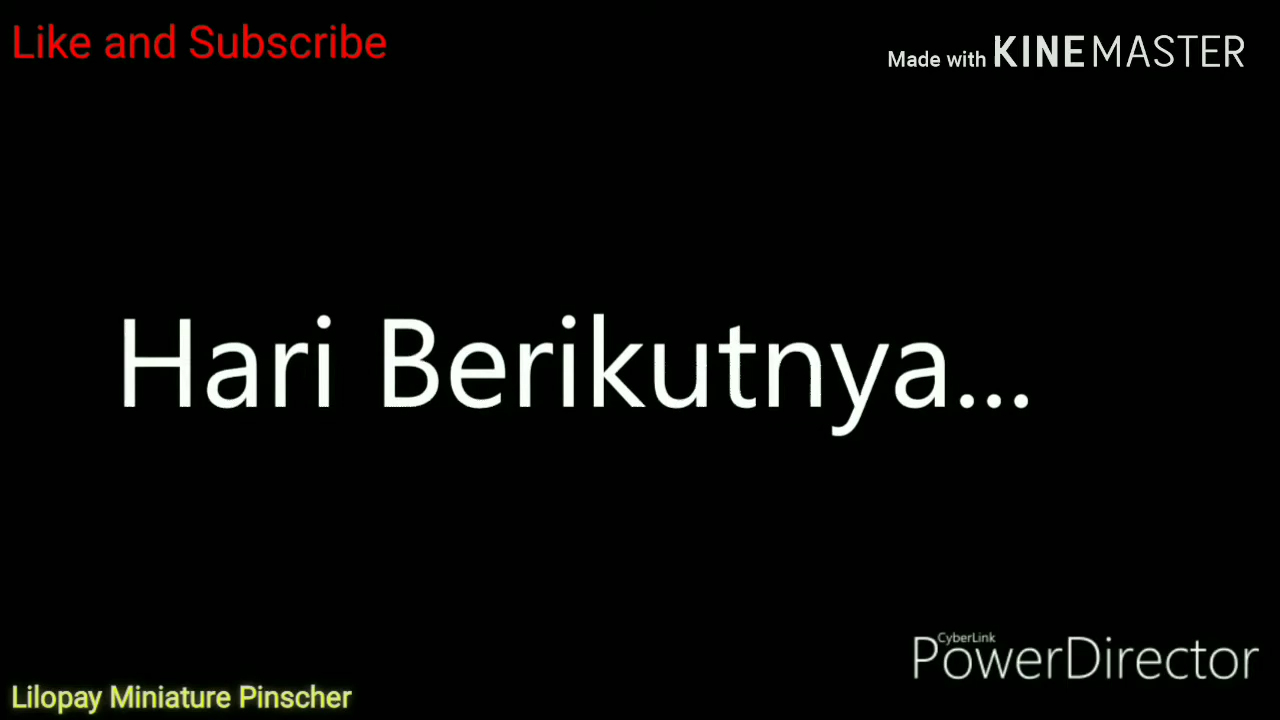 Like and Subscribe
Made with KINEMASTER
Hari Berikutnya...
CyberLink
PowerDirector
Lilopay Miniature Pinscher